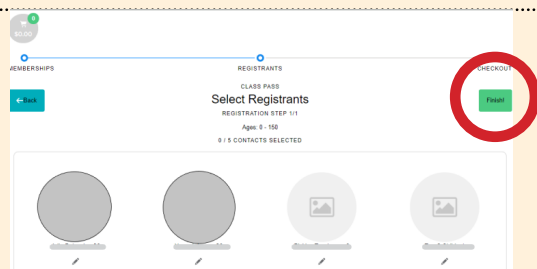 0
$0.00
MEMBERSHIPS REGISTRANTS CHECKOUT
CLASS PASS
←Back Select Registrants Finish!
REGISTRATION STEP 1/1
Ages: 0 - 150
0 / 5 CONTACTS SELECTED